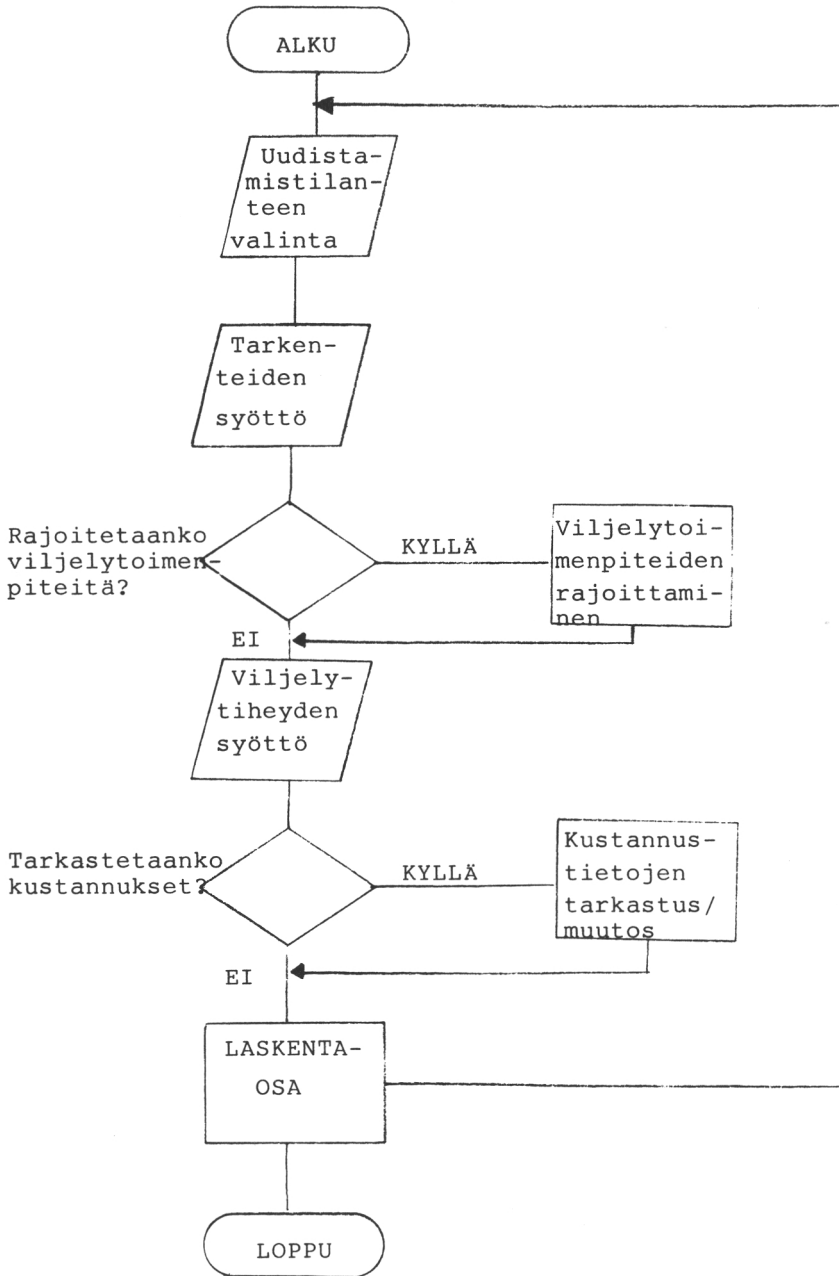 ALKU
Uudista-
mistilan-
teen
valinta
Tarken-
teiden
syöttö
Rajoitetaanko
viljelytoimen-
piteitä?
KYLLÄ
Viljelytoi-
menpiteiden
rajoittami-
nen
EI
Viljely-
tiheyden
syöttö
Tarkastetaanko
kustannukset?
KYLLÄ
Kustannus-
tietojen
tarkastus/
muutos
EI
LASKENTA-
OSA
LOPPU